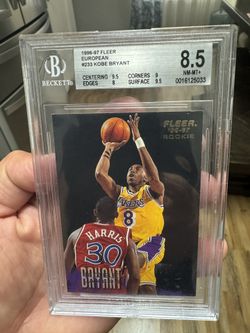 1996-97 FLEER
EUROPEAN
#233 KOBE BRYANT
BECKETT
CENTERING 9.5 CORNERS 9
EDGES 8 SURFACE 9.5
8.5
NM-MT+
0016125033
FLEER
'96-97
ROOKIE
8
HARRIS
30
BRYANT